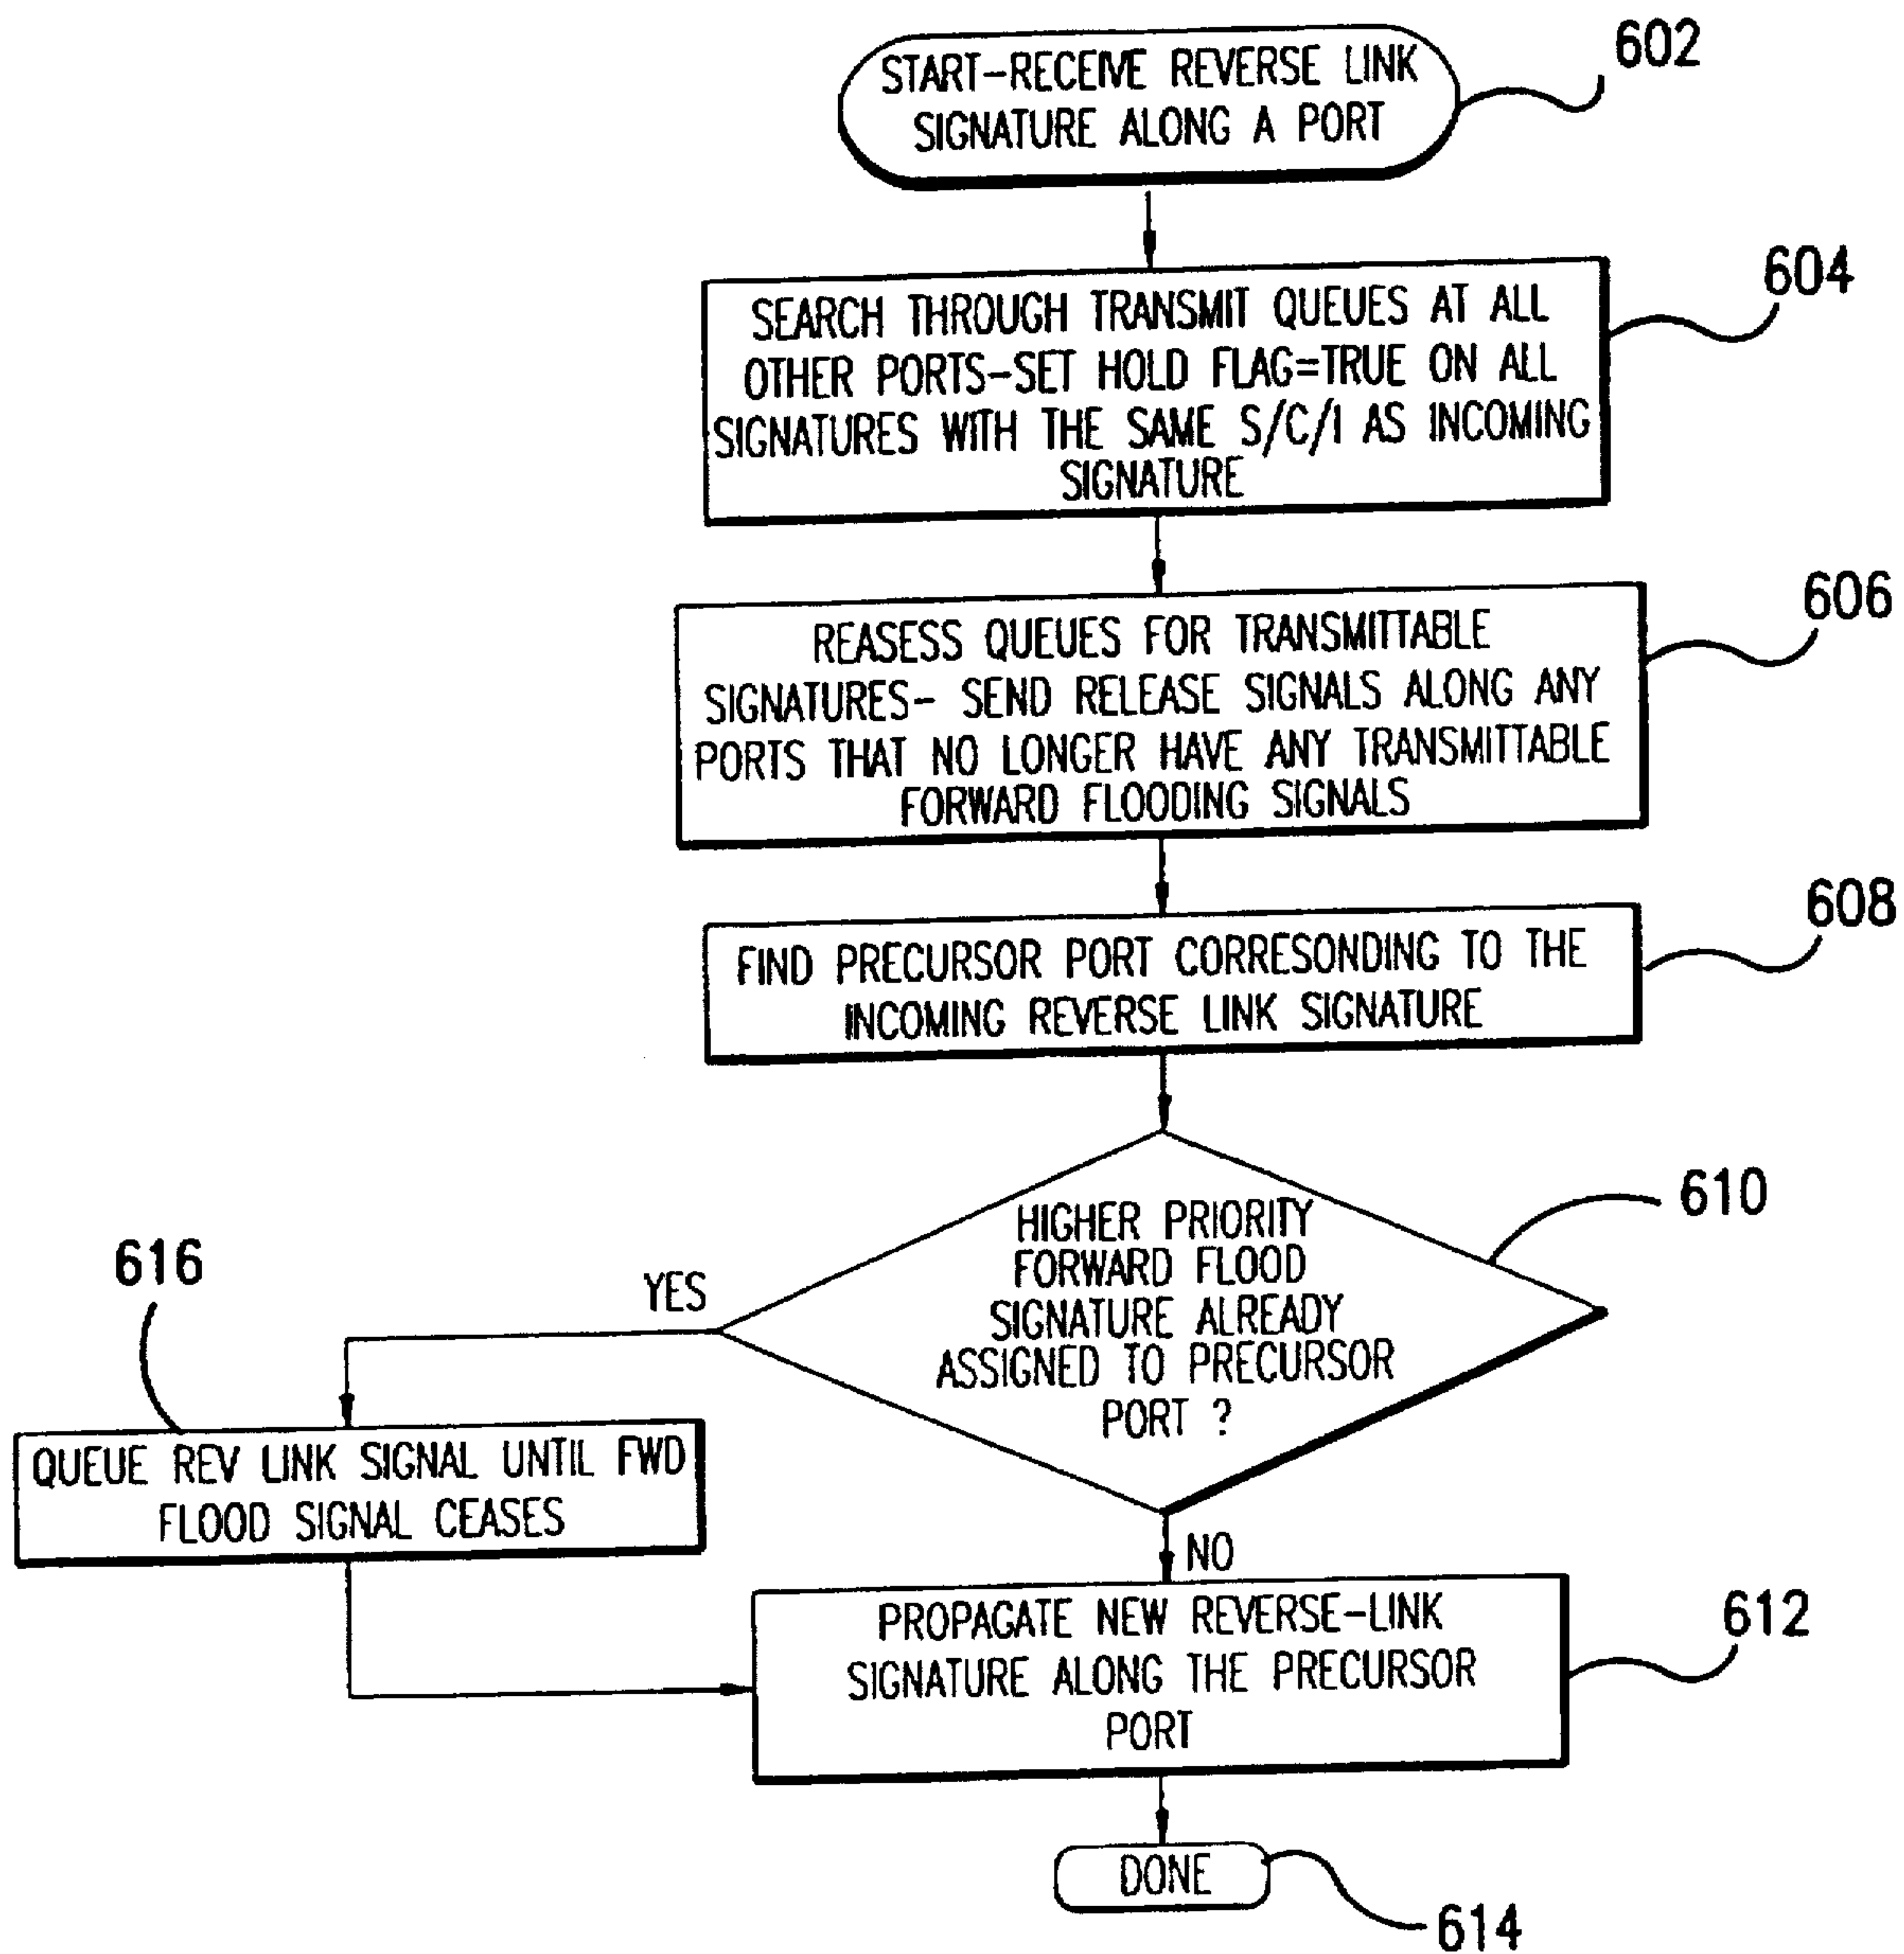 START-RECEIVE REVERSE LINK
SIGNATURE ALONG A PORT
602
SEARCH THROUGH TRANSMIT QUEUES AT ALL
OTHER PORTS-SET HOLD FLAG=TRUE ON ALL
SIGNATURES WITH THE SAME S/C/I AS INCOMING
SIGNATURE
604
REASESS QUEUES FOR TRANSMITTABLE
SIGNATURES- SEND RELEASE SIGNALS ALONG ANY
PORTS THAT NO LONGER HAVE ANY TRANSMITTABLE
FORWARD FLOODING SIGNALS
606
FIND PRECURSOR PORT CORRESONDING TO THE
INCOMING REVERSE LINK SIGNATURE
608
HIGHER PRIORITY
FORWARD FLOOD
SIGNATURE ALREADY
ASSIGNED TO PRECURSOR
PORT ?
610
YES
616
QUEUE REV LINK SIGNAL UNTIL FWD
FLOOD SIGNAL CEASES
NO
PROPAGATE NEW REVERSE-LINK
SIGNATURE ALONG THE PRECURSOR
PORT
612
DONE
614